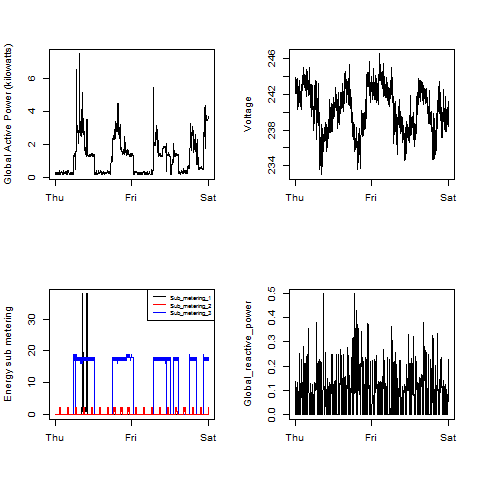 Global Active Power (kilowatts)
0 2 4 6
Thu Fri Sat
Voltage
234 238 242 246
Thu Fri Sat
Energy sub metering
0 10 20 30
Sub_metering_1
Sub_metering_2
Sub_metering_3
Thu Fri Sat
Global_reactive_power
0.0 0.1 0.2 0.3 0.4 0.5
Thu Fri Sat